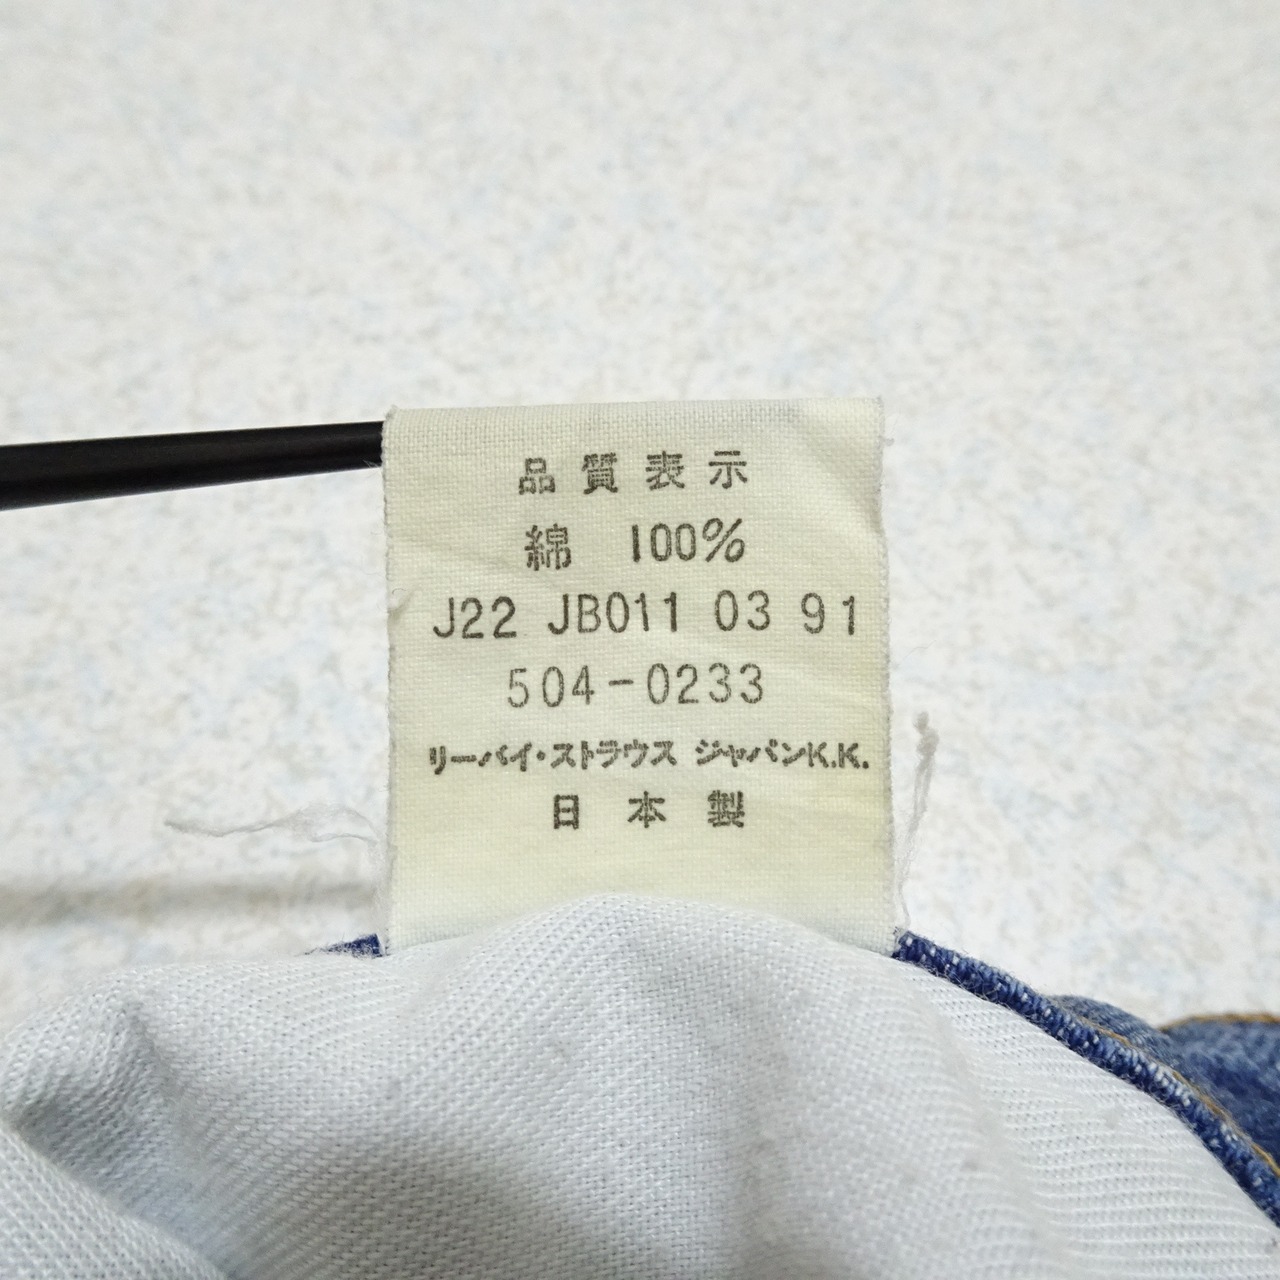 品質表示
綿 100%
J22 JB011 03 91
504-0233
リーバイ・ストラウス ジャパンK.K.
日本製